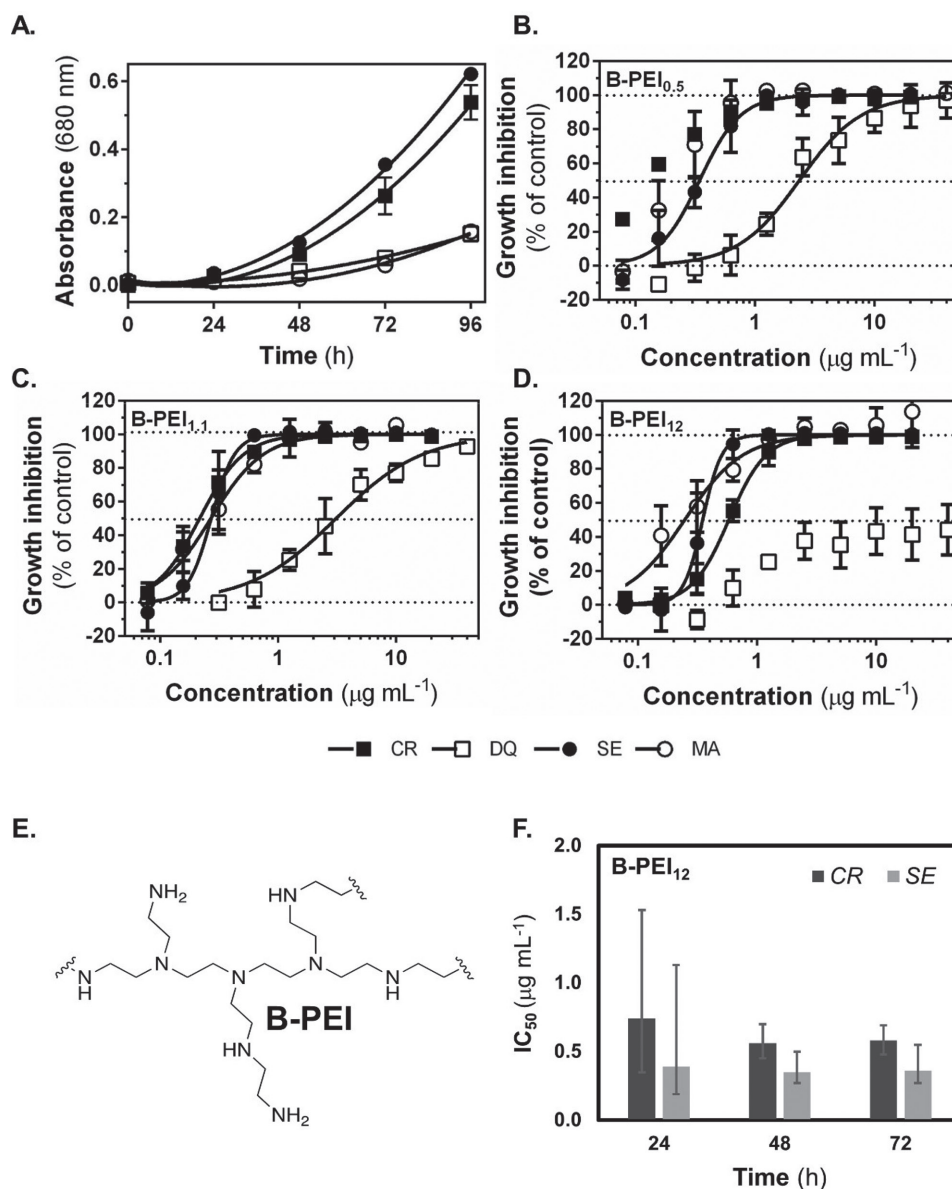 A.
Absorbance (680 nm)
0.6
0.4
0.2
0.0
0 24 48 72 96
Time (h)
B.
B-PEI0.5
Growth inhibition
(% of control)
120
100
80
60
40
20
0
-20
0.1 1 10
Concentration (μg mL-1)
C.
B-PEI1.1
Growth inhibition
(% of control)
120
100
80
60
40
20
0
-20
0.1 1 10
Concentration (μg mL-1)
D.
B-PEI12
Growth inhibition
(% of control)
120
100
80
60
40
20
0
-20
0.1 1 10
Concentration (μg mL-1)
CR DQ SE MA
E.
NH2
HN
N
N
N
N
H
N
H
B-PEI
HN
NH2
F.
B-PEI12
CR SE
IC50 (μg mL-1)
2.0
1.5
1.0
0.5
0.0
24 48 72
Time (h)